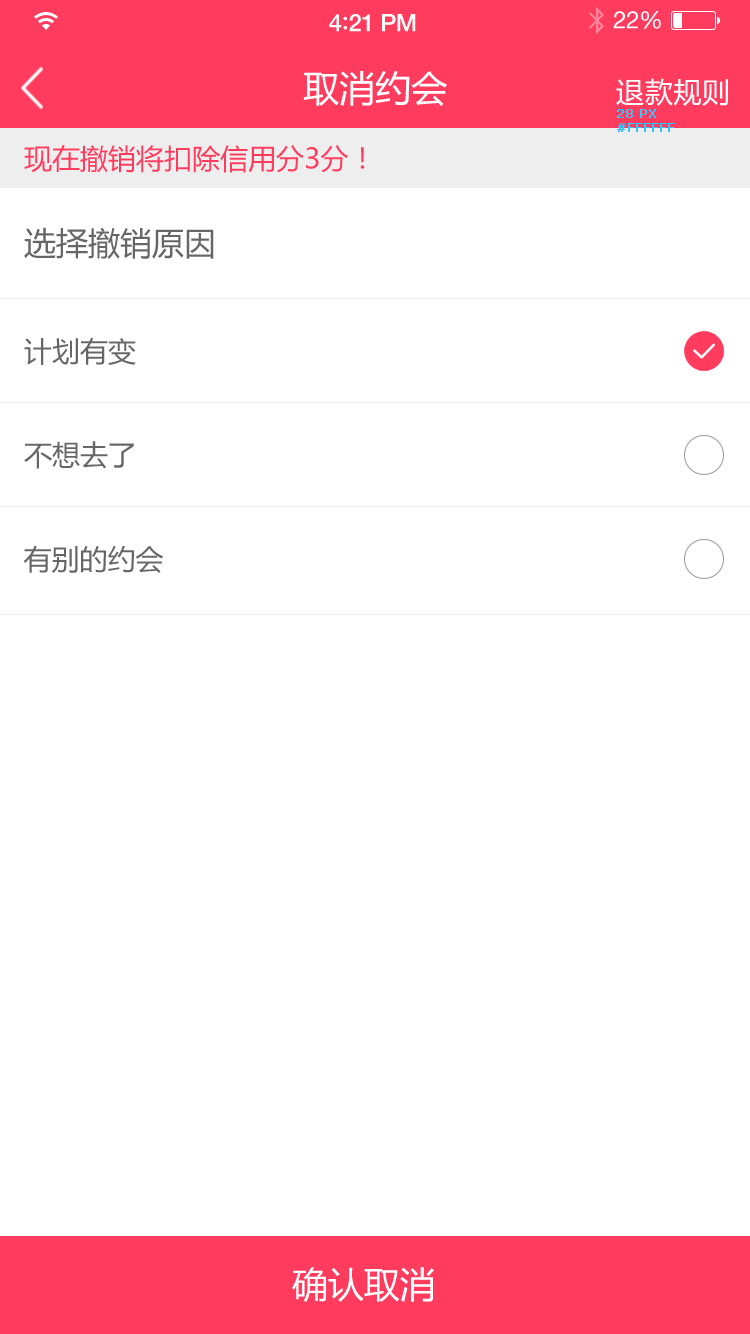 4:21 PM
22%
取消约会
退款规则
28 PX
#FFFFFF
现在撤销将扣除信用分3分！
选择撤销原因
计划有变
不想去了
有别的约会
确认取消